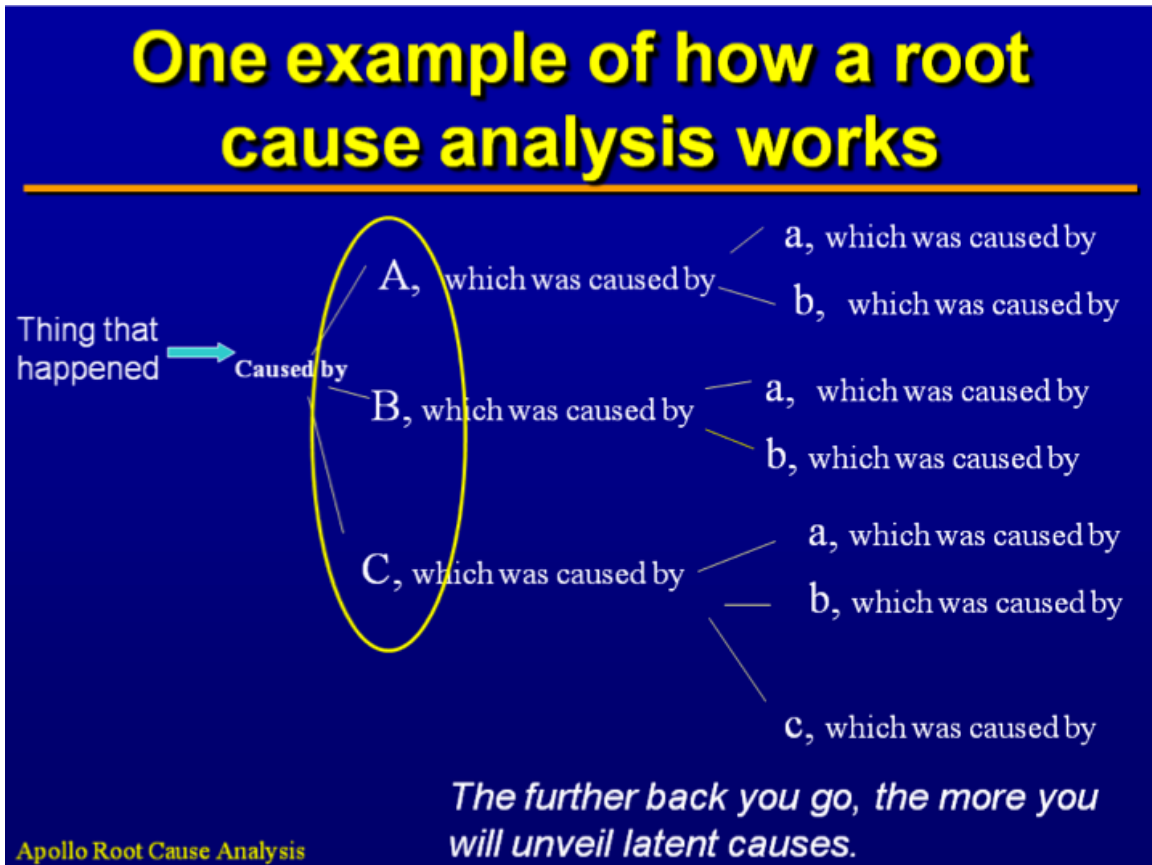 One example of how a root
cause analysis works
Thing that
happened
Caused by
A, which was caused by
a, which was caused by
b, which was caused by
B, which was caused by
a, which was caused by
b, which was caused by
C, which was caused by
a, which was caused by
b, which was caused by
c, which was caused by
The further back you go, the more you
will unveil latent causes.
Apollo Root Cause Analysis